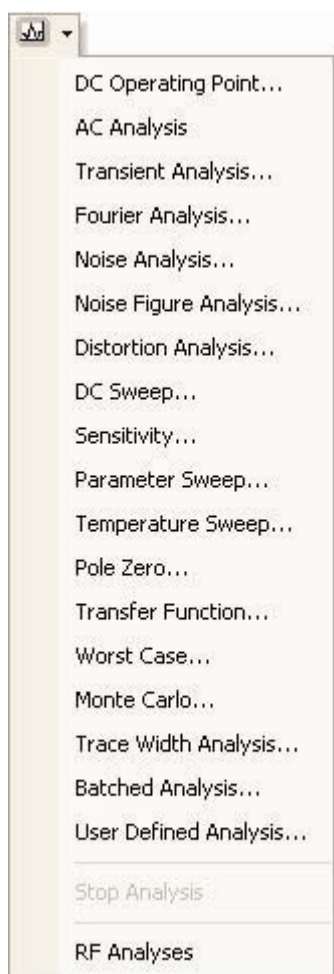 DC Operating Point...
AC Analysis
Transient Analysis...
Fourier Analysis...
Noise Analysis...
Noise Figure Analysis...
Distortion Analysis...
DC Sweep...
Sensitivity...
Parameter Sweep...
Temperature Sweep...
Pole Zero...
Transfer Function...
Worst Case...
Monte Carlo...
Trace Width Analysis...
Batched Analysis...
User Defined Analysis...
Stop Analysis
RF Analyses